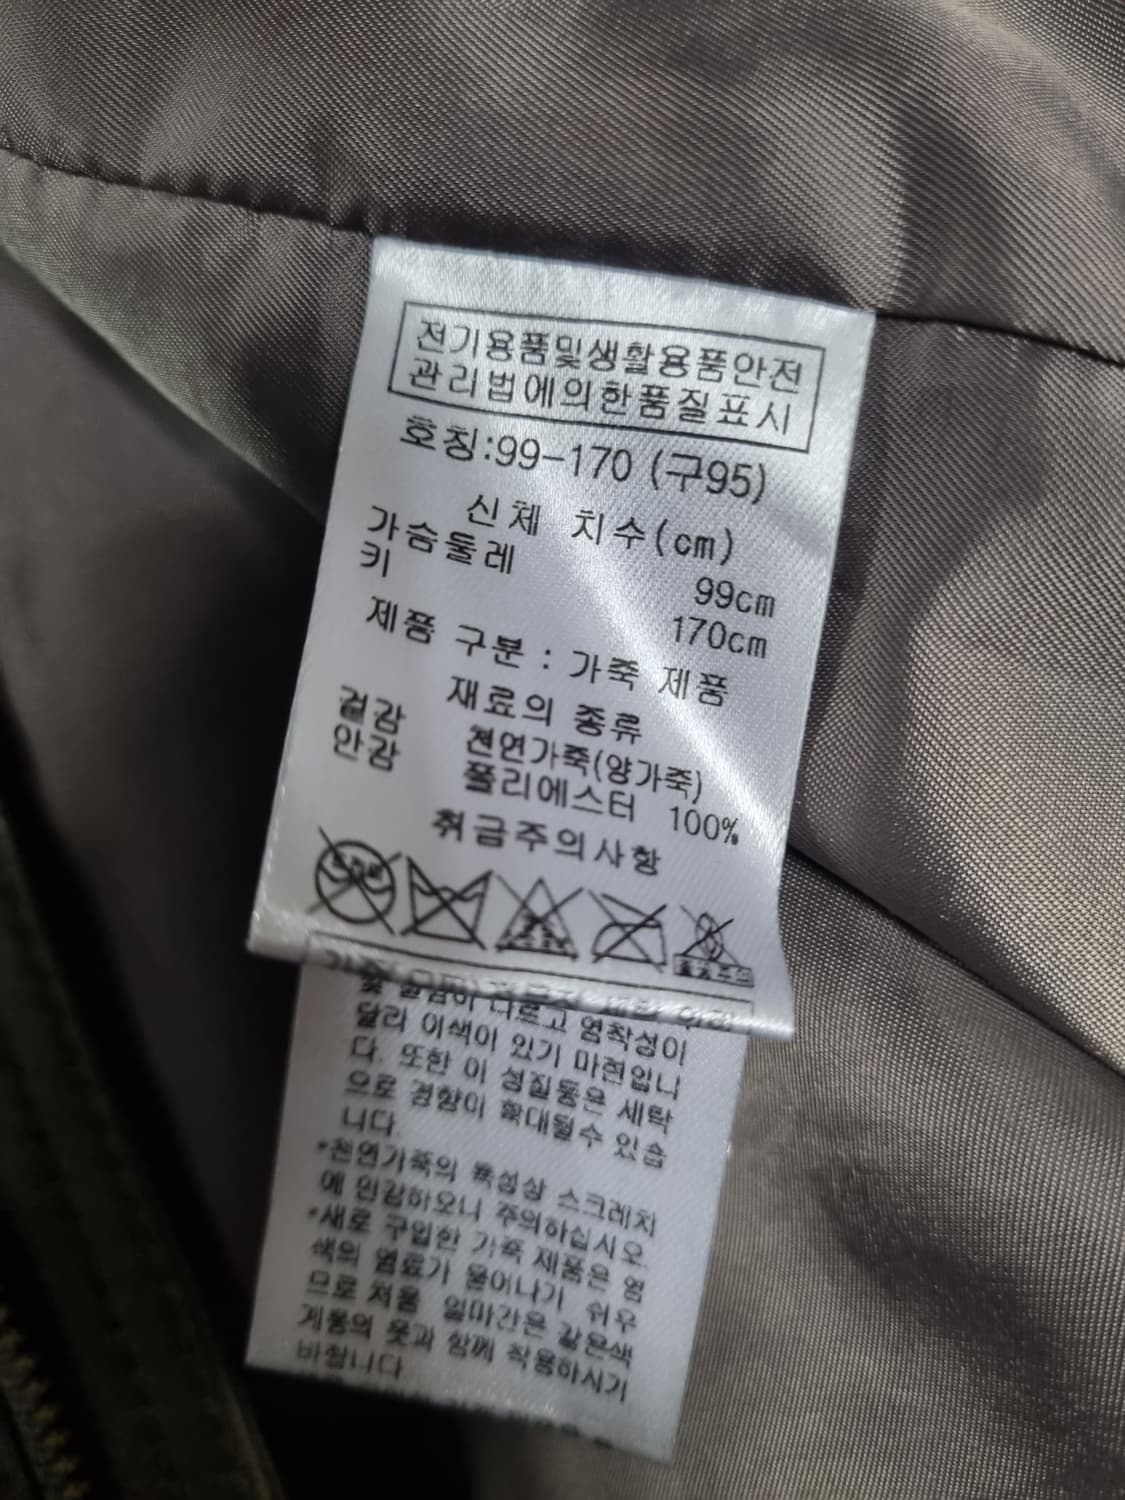 전기용품및생활용품안전
관리법에의한품질표시
호칭:99-170 (구95)
신체 치수(cm)
가슴둘레 99cm
키 170cm
제품 구분 : 가죽 제품
재료의 종류
겉감 천연가죽(양가죽)
안감 폴리에스터 100%
취금주의사항
달리 이색이 있기 마련입니
다. 또한 이 성질등은 세탁
으로 경향이 확대될수 있습
니다.
*천연가죽의 특성상 스크레치
에 민감하오니 주의하십시오.
*새로 구입한 가죽 제품은 염
색의 염료가 묻어나기 쉬우
므로 처음 얼마간은 같은색
계통의 옷과 함께 착용하시기
바랍니다.